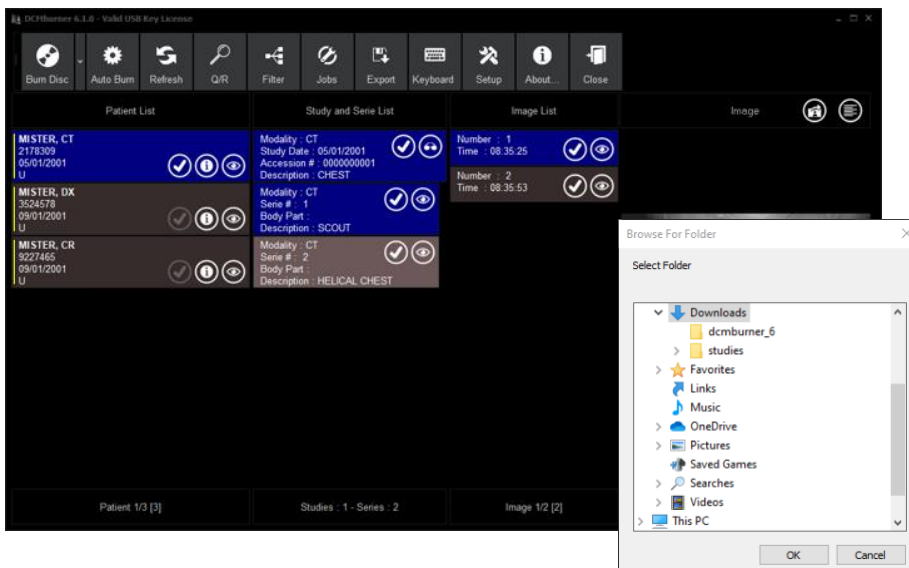 DCMburner 6.1.0 - Valid USB Key License
Burn Disc
Auto Burn
Refresh
Q/R
Filter
Jobs
Export
Keyboard
Setup
About...
Close
Patient List
Study and Serie List
Image List
Image
MISTER, CT
2178309
05/01/2001
U
MISTER, DX
3524578
09/01/2001
U
MISTER, CR
9227465
09/01/2001
U
Modality : CT
Study Date : 05/01/2001
Accession # : 0000000001
Description : CHEST
Modality : CT
Serie # : 1
Body Part :
Description : SCOUT
Modality : CT
Serie # : 2
Body Part :
Description : HELICAL CHEST
Number : 1
Time : 08:35:25
Number : 2
Time : 08:35:53
Patient 1/3 [3]
Studies : 1 - Series : 2
Image 1/2 [2]
Browse For Folder
Select Folder
Downloads
dcmburner_6
studies
Favorites
Links
Music
OneDrive
Pictures
Saved Games
Searches
Videos
This PC
OK
Cancel